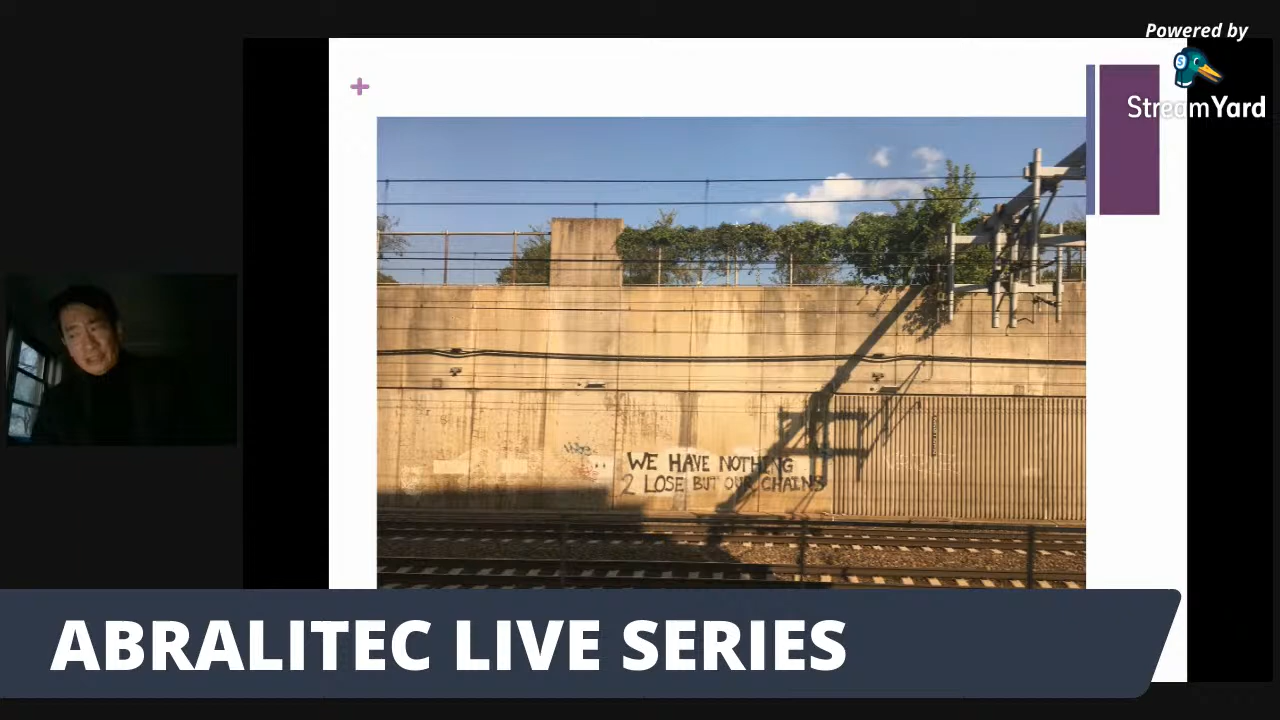 Powered by
StreamYard
WE HAVE NOTHING
2 LOSE BUT OUR CHAINS
ABRALITEC LIVE SERIES